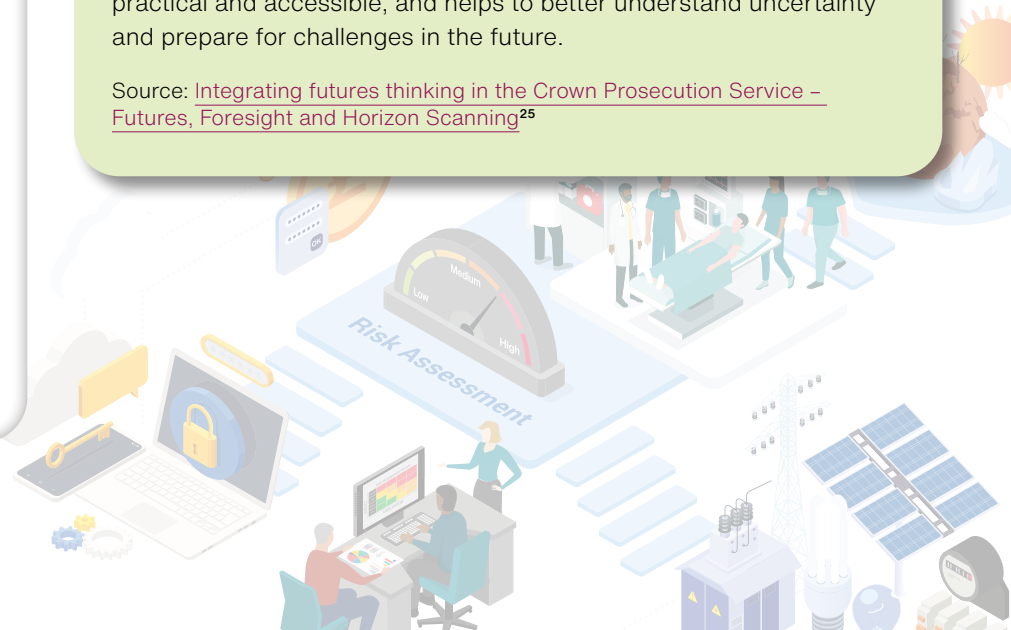 practical and accessible, and helps to better understand uncertainty
and prepare for challenges in the future.
Source: Integrating futures thinking in the Crown Prosecution Service –
Futures, Foresight and Horizon Scanning25
OK
Medium
Low
High
Risk Assessment